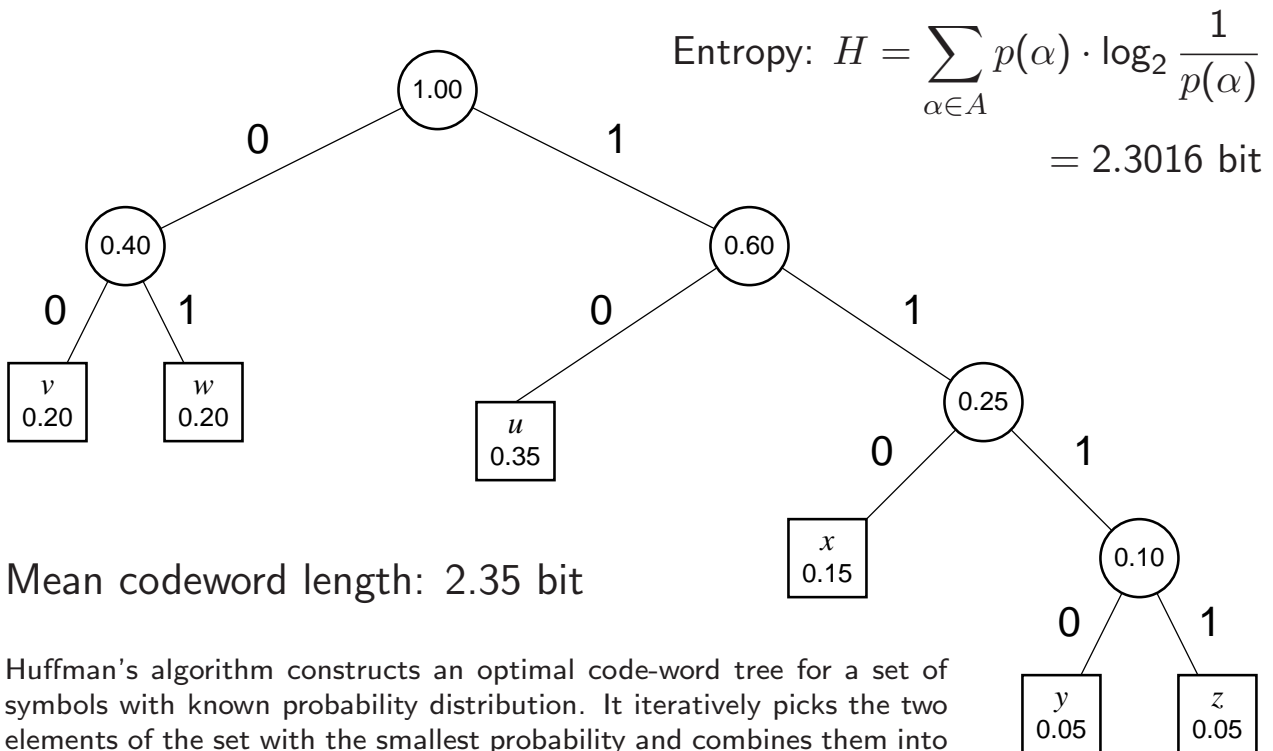 Entropy: H = ∑ α∈A p(α) · log₂ 1/p(α)
= 2.3016 bit
1.00
0 1
0.40 0.60
0 1 0 1
v
0.20
w
0.20
u
0.35
0.25
0 1
x
0.15
0.10
0 1
y
0.05
z
0.05
Mean codeword length: 2.35 bit
Huffman's algorithm constructs an optimal code-word tree for a set of
symbols with known probability distribution. It iteratively picks the two
elements of the set with the smallest probability and combines them into